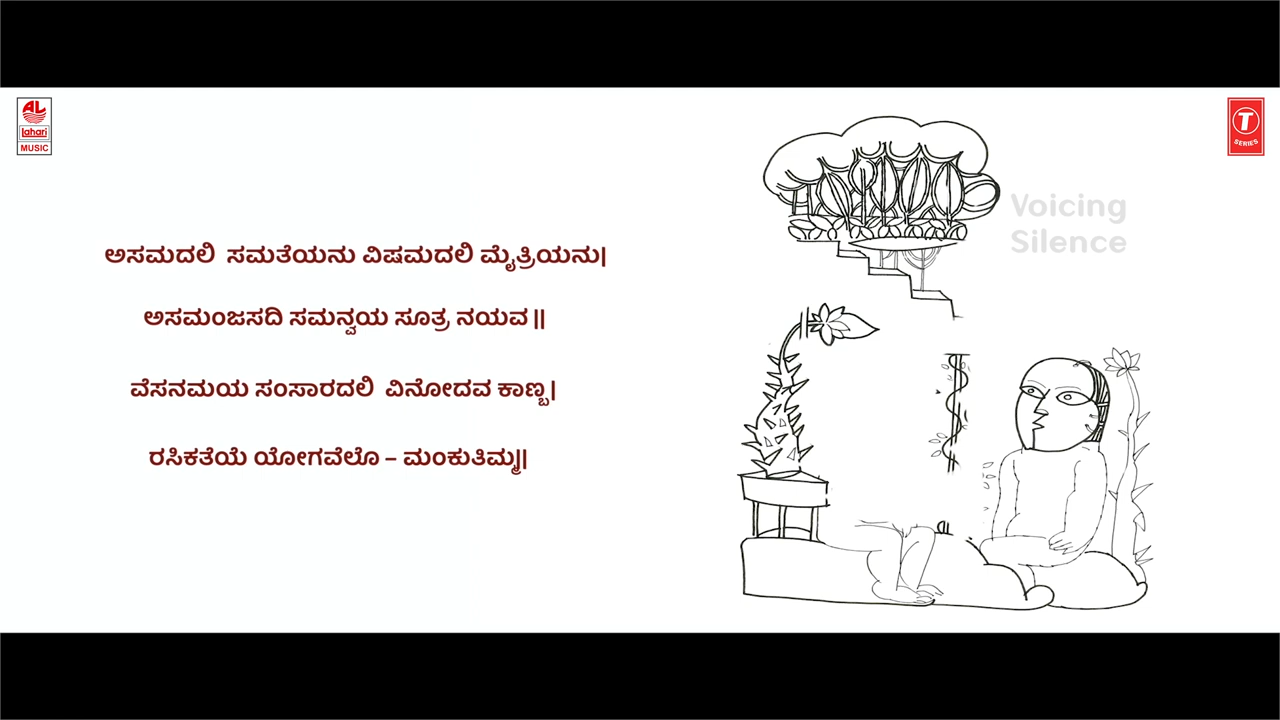 AL
lahari
MUSIC
T
SERIES
Voicing
Silence
ಅಸಮದಲಿ ಸಮತೆಯನು ವಿಷಮದಲಿ ಮೈತ್ರಿಯನು|
ಅಸಮಂಜಸದಿ ಸಮನ್ವಯ ಸೂತ್ರ ನಯವ ||
ವೆಸನಮಯ ಸಂಸಾರದಲಿ ವಿನೋದವ ಕಾಣ್ಬ|
ರಸಿಕತೆಯೆ ಯೋಗವೆಲೊ – ಮಂಕುತಿಮ್ಮ||